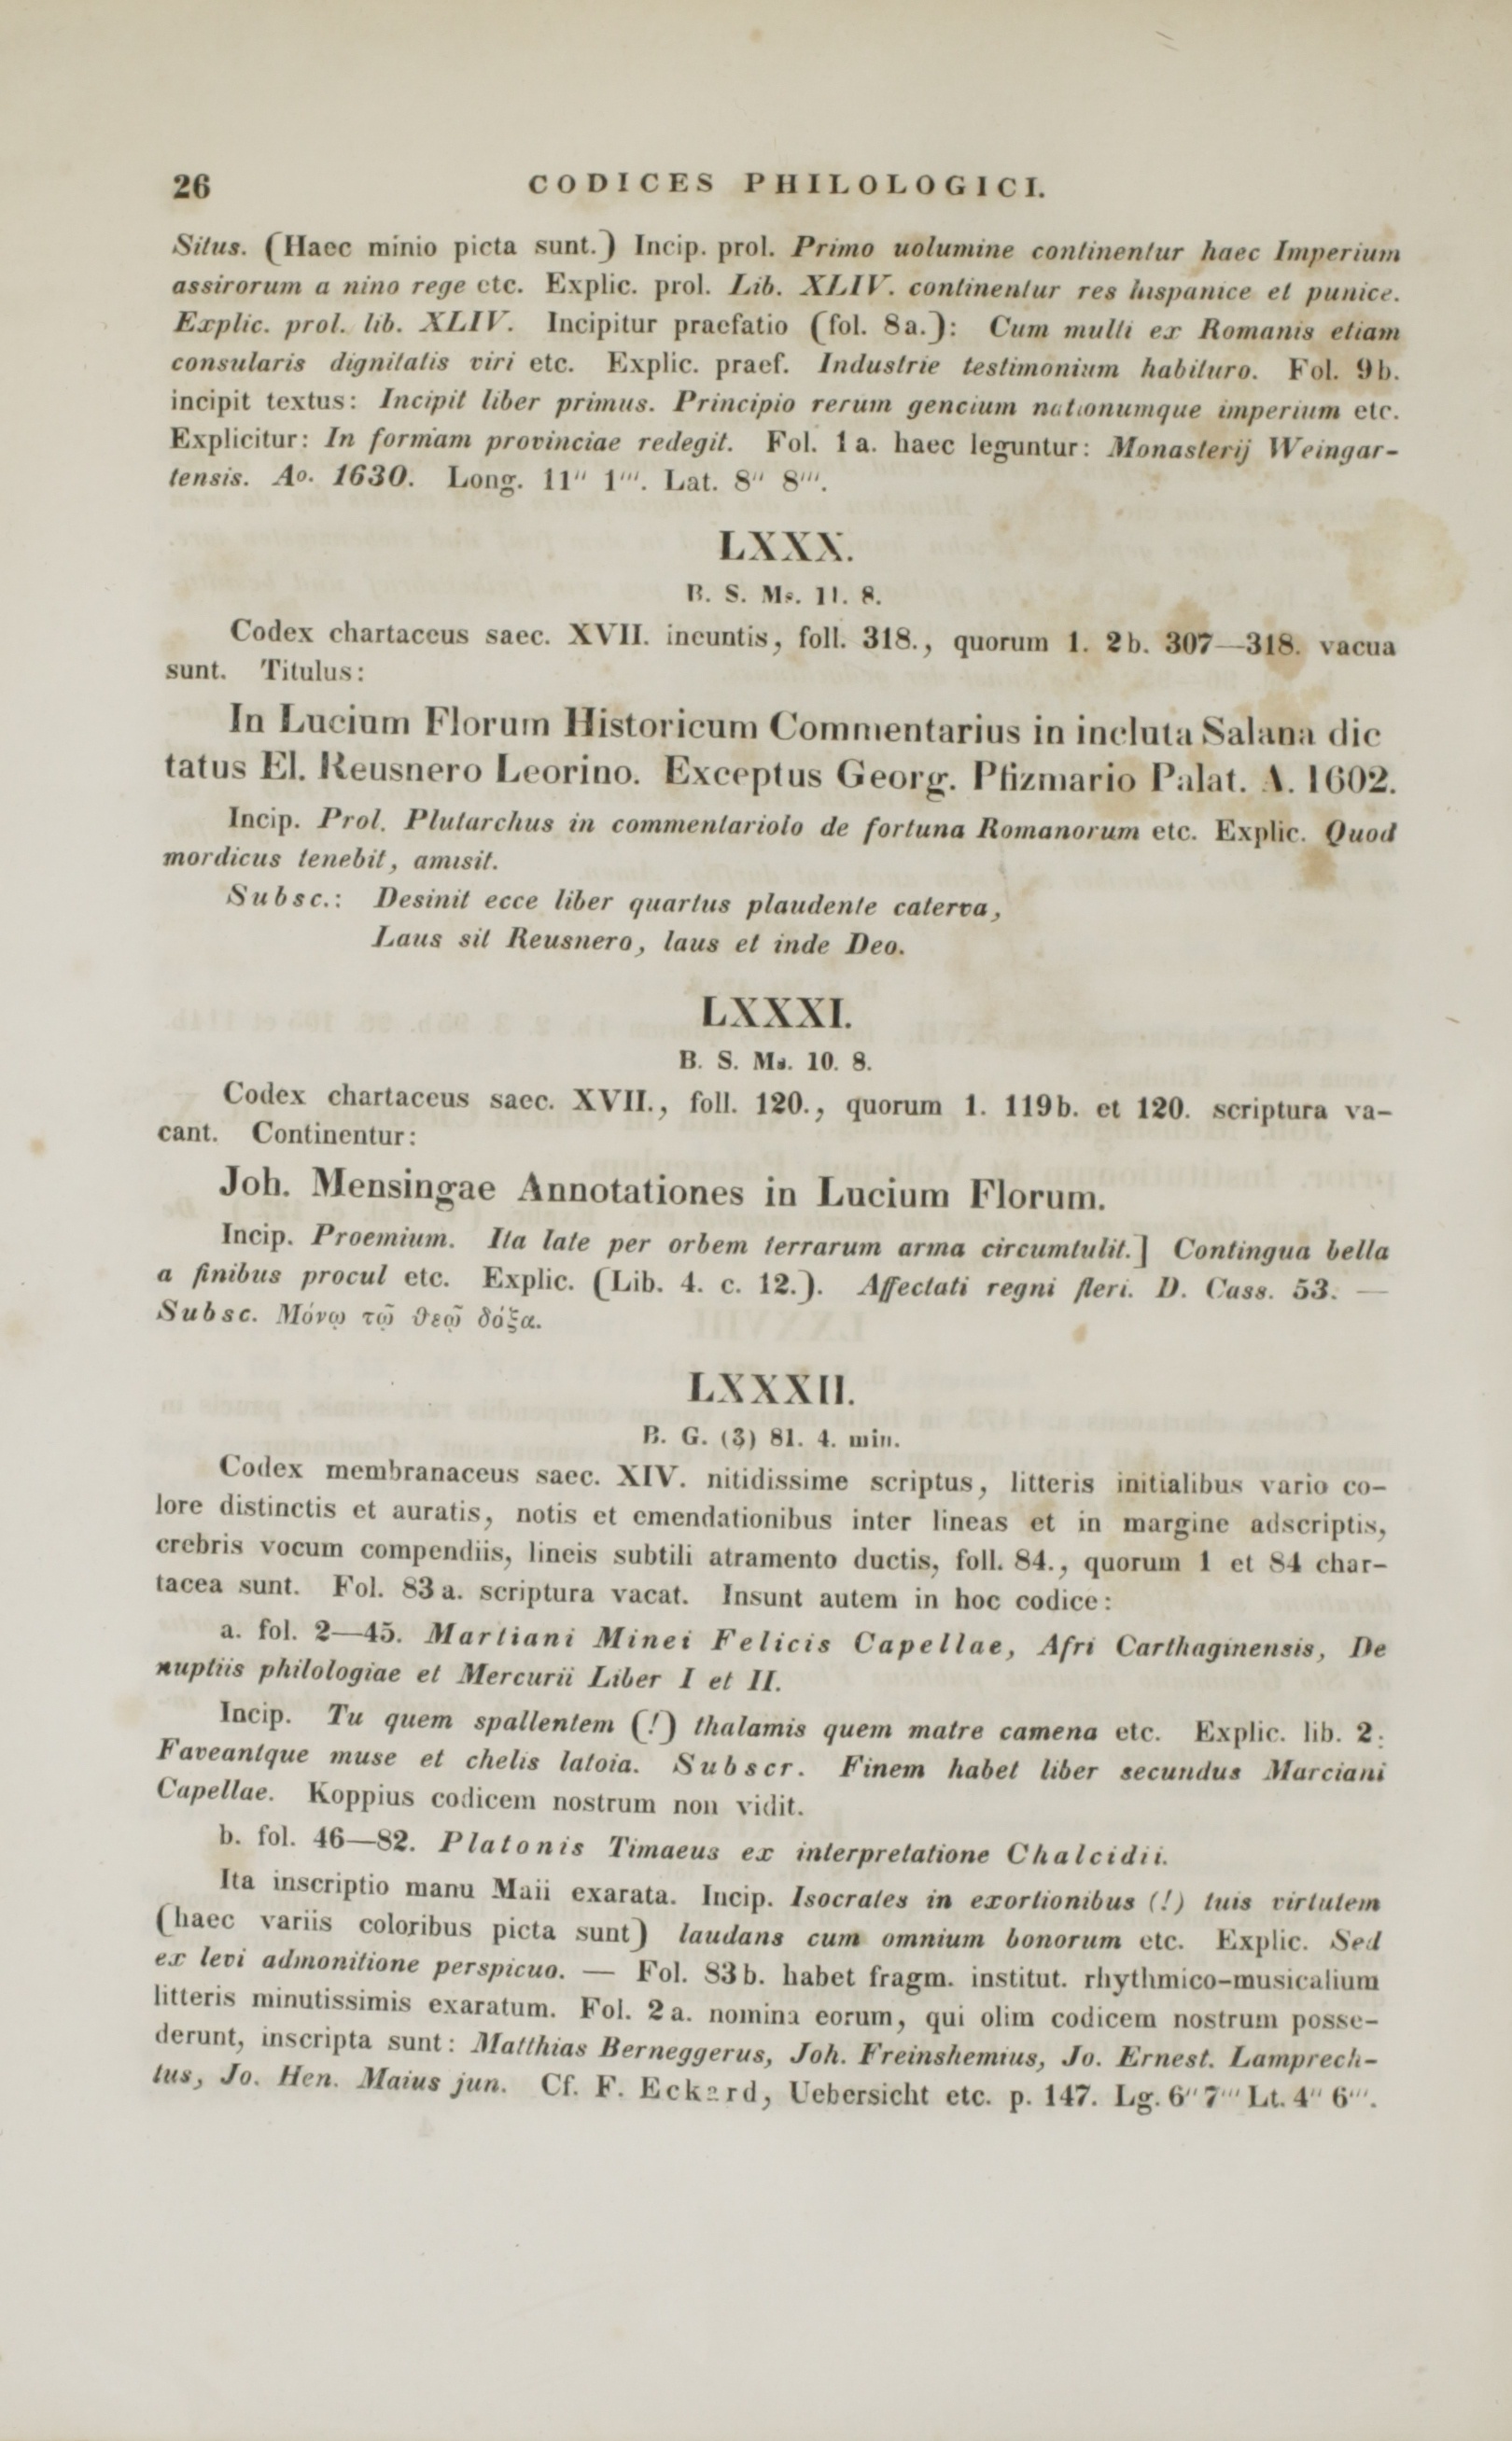 26 CODICES PHILOLOGICI.
Situs. (Haec minio picta sunt.) Incip. prol. Primo uolumine continentur haec Imperium
assirorum a nino rege etc. Explic. prol. Lib. XLIV. continentur res hispanice et punice.
Explic. prol. lib. XLIV. Incipitur praefatio (fol. 8a.): Cum multi ex Romanis etiam
consularis dignitatis viri etc. Explic. praef. Industrie testimonium habituro. Fol. 9b.
incipit textus: Incipit liber primus. Principio rerum gencium nationumque imperium etc.
Explicitur: In formam provinciae redegit. Fol. 1a. haec leguntur: Monasterij Weingar-
tensis. Ao. 1630. Long. 11'' 1'''. Lat. 8'' 8'''.
LXXX.
B. S. Ms. 11. 8.
Codex chartaceus saec. XVII. ineuntis, foll. 318., quorum 1. 2b. 307—318. vacua
sunt. Titulus:
In Lucium Florum Historicum Commentarius in incluta Salana dic
tatus El. Reusnero Leorino. Exceptus Georg. Pfizmario Palat. A. 1602.
Incip. Prol. Plutarchus in commentariolo de fortuna Romanorum etc. Explic. Quod
mordicus tenebit, amisit.
Subsc.: Desinit ecce liber quartus plaudente caterva,
Laus sit Reusnero, laus et inde Deo.
LXXXI.
B. S. Ms. 10. 8.
Codex chartaceus saec. XVII., foll. 120., quorum 1. 119b. et 120. scriptura va-
cant. Continentur:
Joh. Mensingae Annotationes in Lucium Florum.
Incip. Proemium. Ita late per orbem terrarum arma circumtulit.] Contingua bella
a finibus procul etc. Explic. (Lib. 4. c. 12.). Affectati regni fleri. D. Cass. 53. —
Subsc. Μόνῳ τῷ ϑεῷ δόξα.
LXXXII.
B. G. (3) 81. 4. min.
Codex membranaceus saec. XIV. nitidissime scriptus, litteris initialibus vario co-
lore distinctis et auratis, notis et emendationibus inter lineas et in margine adscriptis,
crebris vocum compendiis, lineis subtili atramento ductis, foll. 84., quorum 1 et 84 char-
tacea sunt. Fol. 83a. scriptura vacat. Insunt autem in hoc codice:
a. fol. 2—45. Martiani Minei Felicis Capellae, Afri Carthaginensis, De
nuptiis philologiae et Mercurii Liber I et II.
Incip. Tu quem spallentem (!) thalamis quem matre camena etc. Explic. lib. 2:
Faveantque muse et chelis latoia. Subscr. Finem habet liber secundus Marciani
Capellae. Koppius codicem nostrum non vidit.
b. fol. 46—82. Platonis Timaeus ex interpretatione Chalcidii.
Ita inscriptio manu Maii exarata. Incip. Isocrates in exortionibus (!) tuis virtutem
(haec variis coloribus picta sunt) laudans cum omnium bonorum etc. Explic. Sed
ex levi admonitione perspicuo. — Fol. 83b. habet fragm. institut. rhythmico-musicalium
litteris minutissimis exaratum. Fol. 2a. nomina eorum, qui olim codicem nostrum posse-
derunt, inscripta sunt: Matthias Berneggerus, Joh. Freinshemius, Jo. Ernest. Lamprech-
tus, Jo. Hen. Maius jun. Cf. F. Eckard, Uebersicht etc. p. 147. Lg. 6'' 7''' Lt. 4'' 6'''.